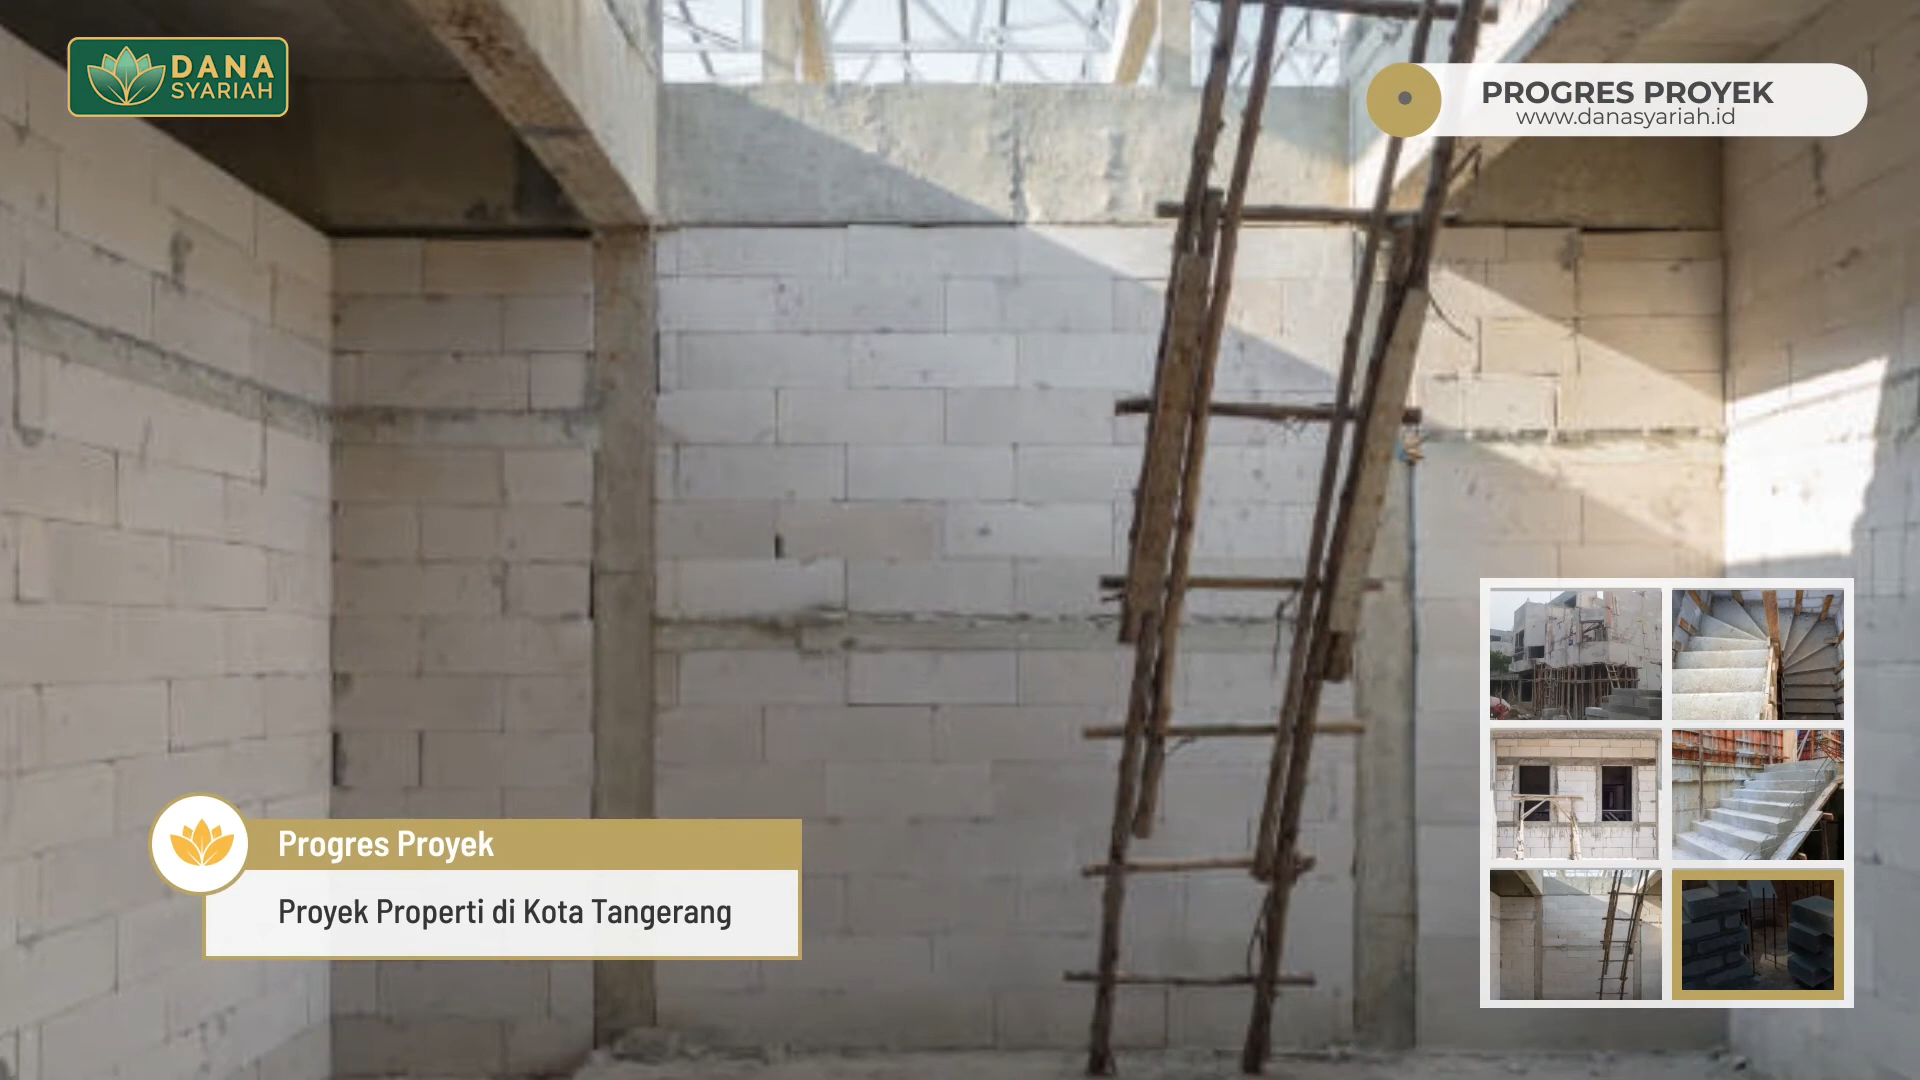 DANA
SYARIAH
PROGRES PROYEK
www.danasyariah.id
Progres Proyek
Proyek Properti di Kota Tangerang